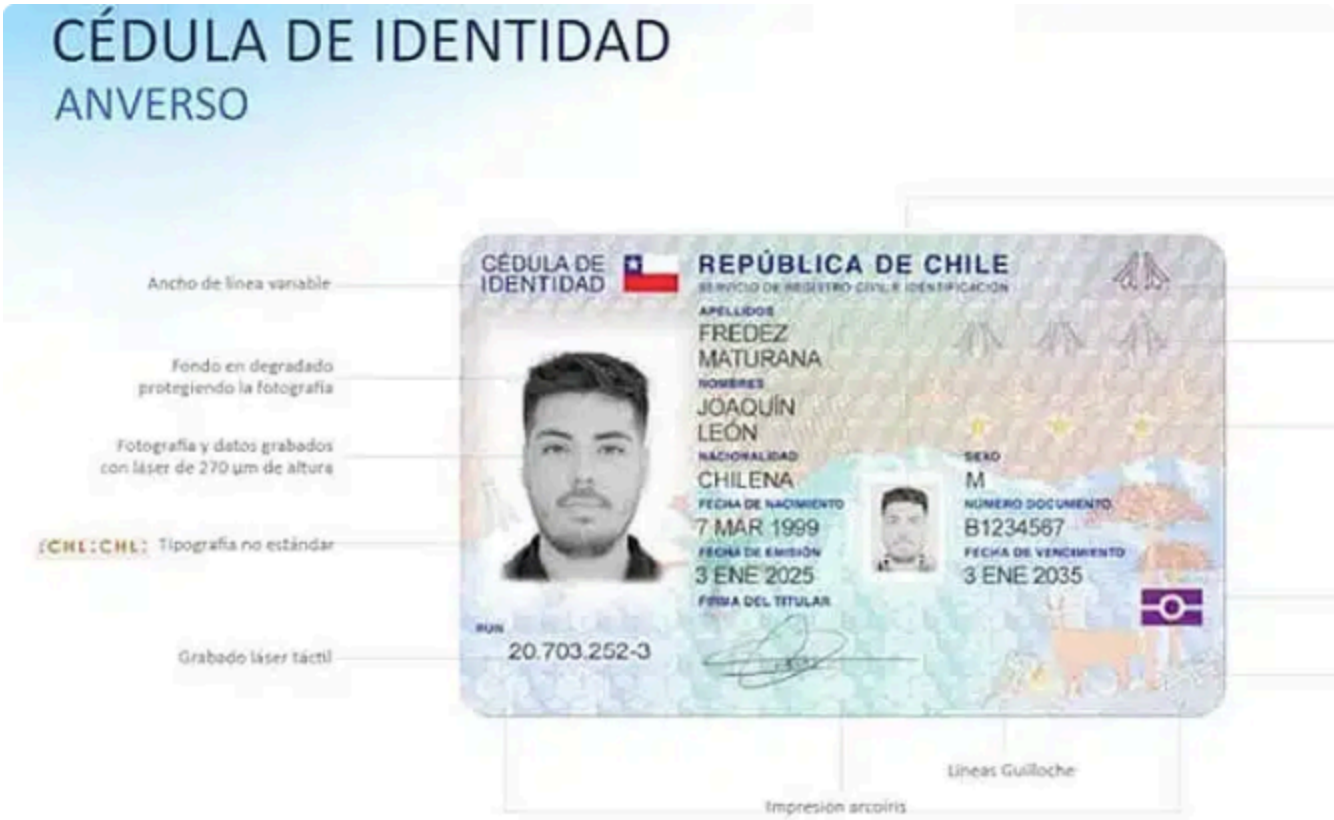 CÉDULA DE IDENTIDAD
ANVERSO
Ancho de línea variable
Fondo en degradado
protegiendo la fotografía
Fotografía y datos grabados
con láser de 270 µm de altura
CHL:CHL: Tipografía no estándar
Grabado láser táctil
CÉDULA DE
IDENTIDAD
REPÚBLICA DE CHILE
SERVICIO DE REGISTRO CIVIL E IDENTIFICACIÓN
APELLIDOS
FREDEZ
MATURANA
NOMBRES
JOAQUÍN
LEÓN
NACIONALIDAD
CHILENA
SEXO
M
FECHA DE NACIMIENTO
7 MAR 1999
NÚMERO DOCUMENTO
B1234567
FECHA DE EMISIÓN
3 ENE 2025
FECHA DE VENCIMIENTO
3 ENE 2035
FIRMA DEL TITULAR
RUN
20.703.252-3
Líneas Guilloche
Impresión arcoíris